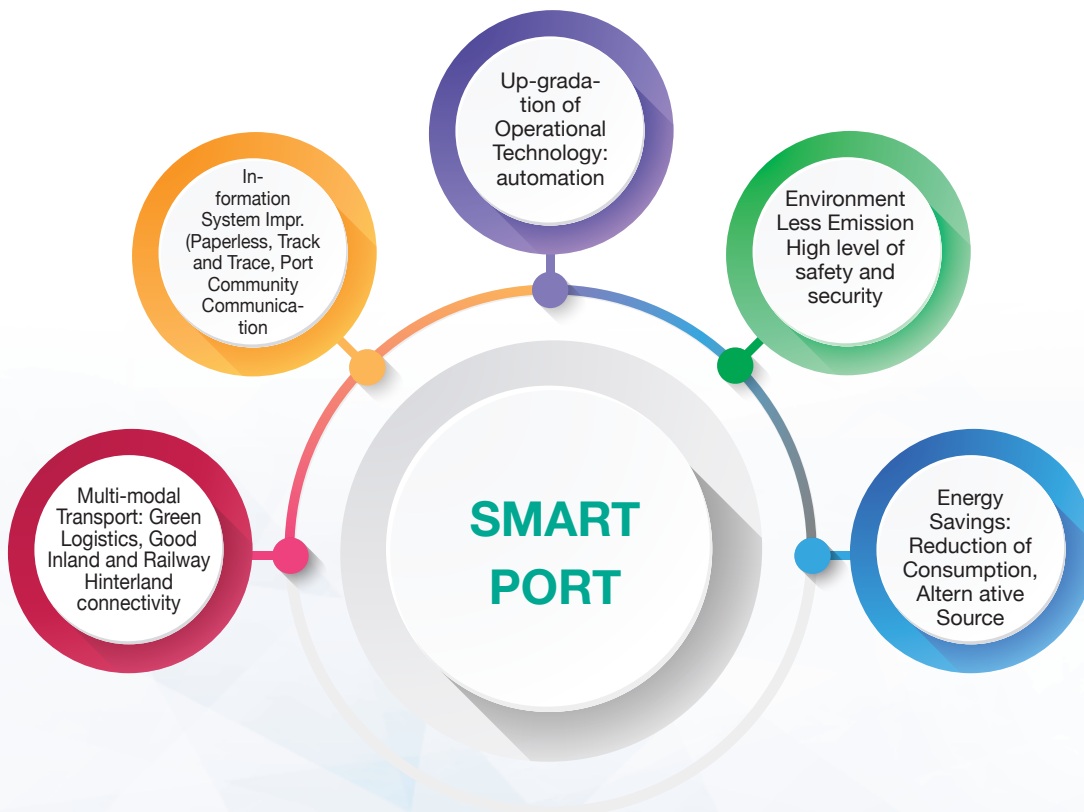 Up-grada-
tion of
Operational
Technology:
automation
In-
formation
System Impr.
(Paperless, Track
and Trace, Port
Community
Communica-
tion
Environment
Less Emission
High level of
safety and
security
Multi-modal
Transport: Green
Logistics, Good
Inland and Railway
Hinterland
connectivity
SMART
PORT
Energy
Savings:
Reduction of
Consumption,
Altern ative
Source